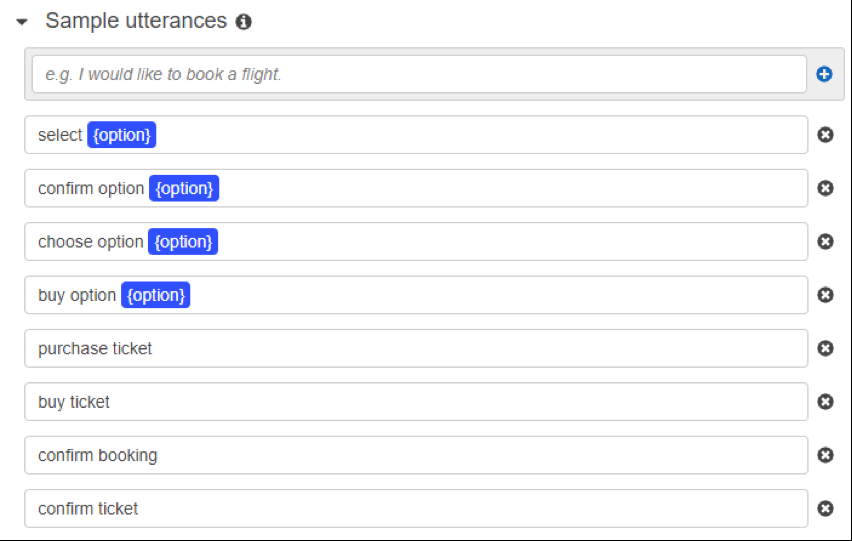 Sample utterances
e.g. I would like to book a flight.
select {option}
confirm option {option}
choose option {option}
buy option {option}
purchase ticket
buy ticket
confirm booking
confirm ticket